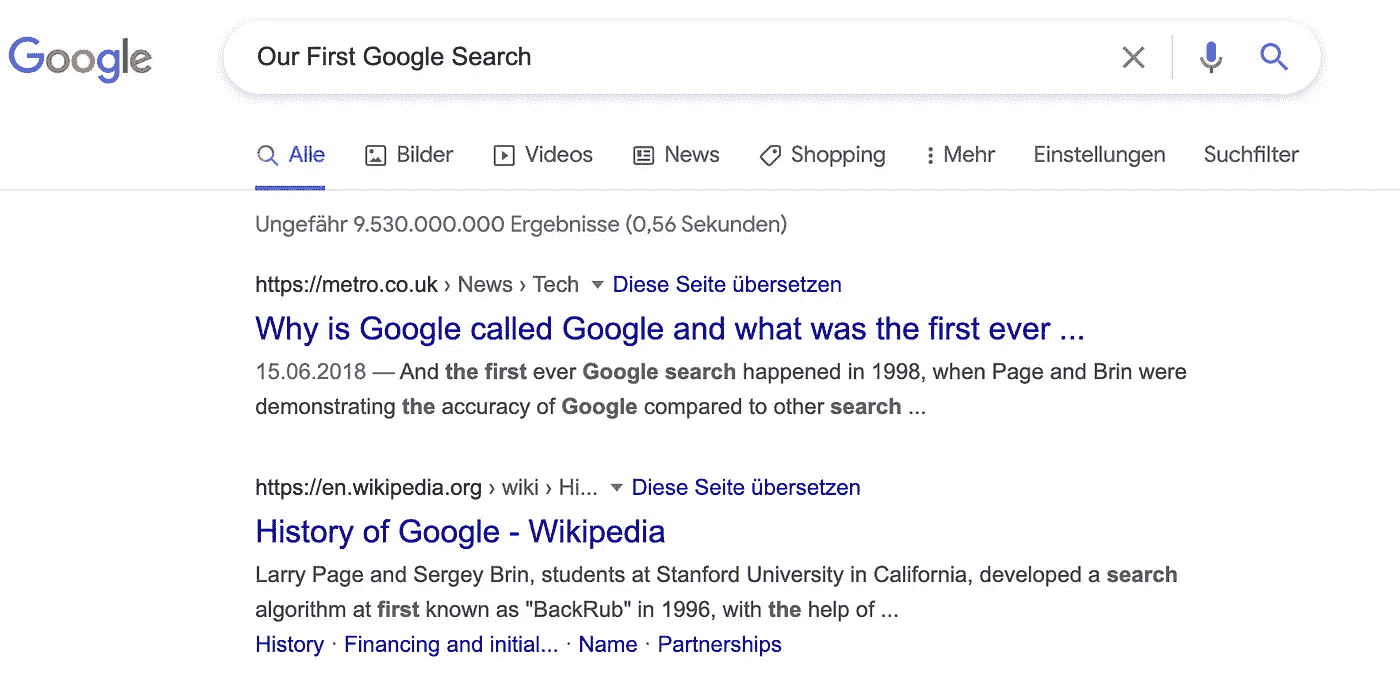 Google
Our First Google Search
Alle Bilder Videos News Shopping Mehr Einstellungen Suchfilter
Ungefähr 9.530.000.000 Ergebnisse (0,56 Sekunden)
https://metro.co.uk › News › Tech ▾ Diese Seite übersetzen
Why is Google called Google and what was the first ever ...
15.06.2018 — And the first ever Google search happened in 1998, when Page and Brin were
demonstrating the accuracy of Google compared to other search ...
https://en.wikipedia.org › wiki › Hi... ▾ Diese Seite übersetzen
History of Google - Wikipedia
Larry Page and Sergey Brin, students at Stanford University in California, developed a search
algorithm at first known as "BackRub" in 1996, with the help of ...
History · Financing and initial... · Name · Partnerships